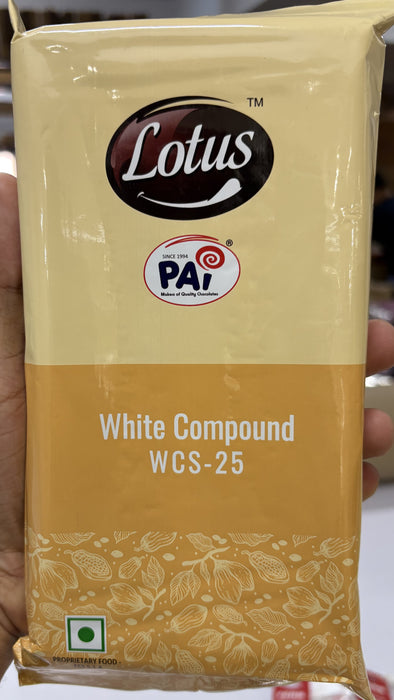 Lotus TM
SINCE 1994
PAi ®
Makers of Quality Chocolates
White Compound
WCS-25
PROPRIETARY FOOD